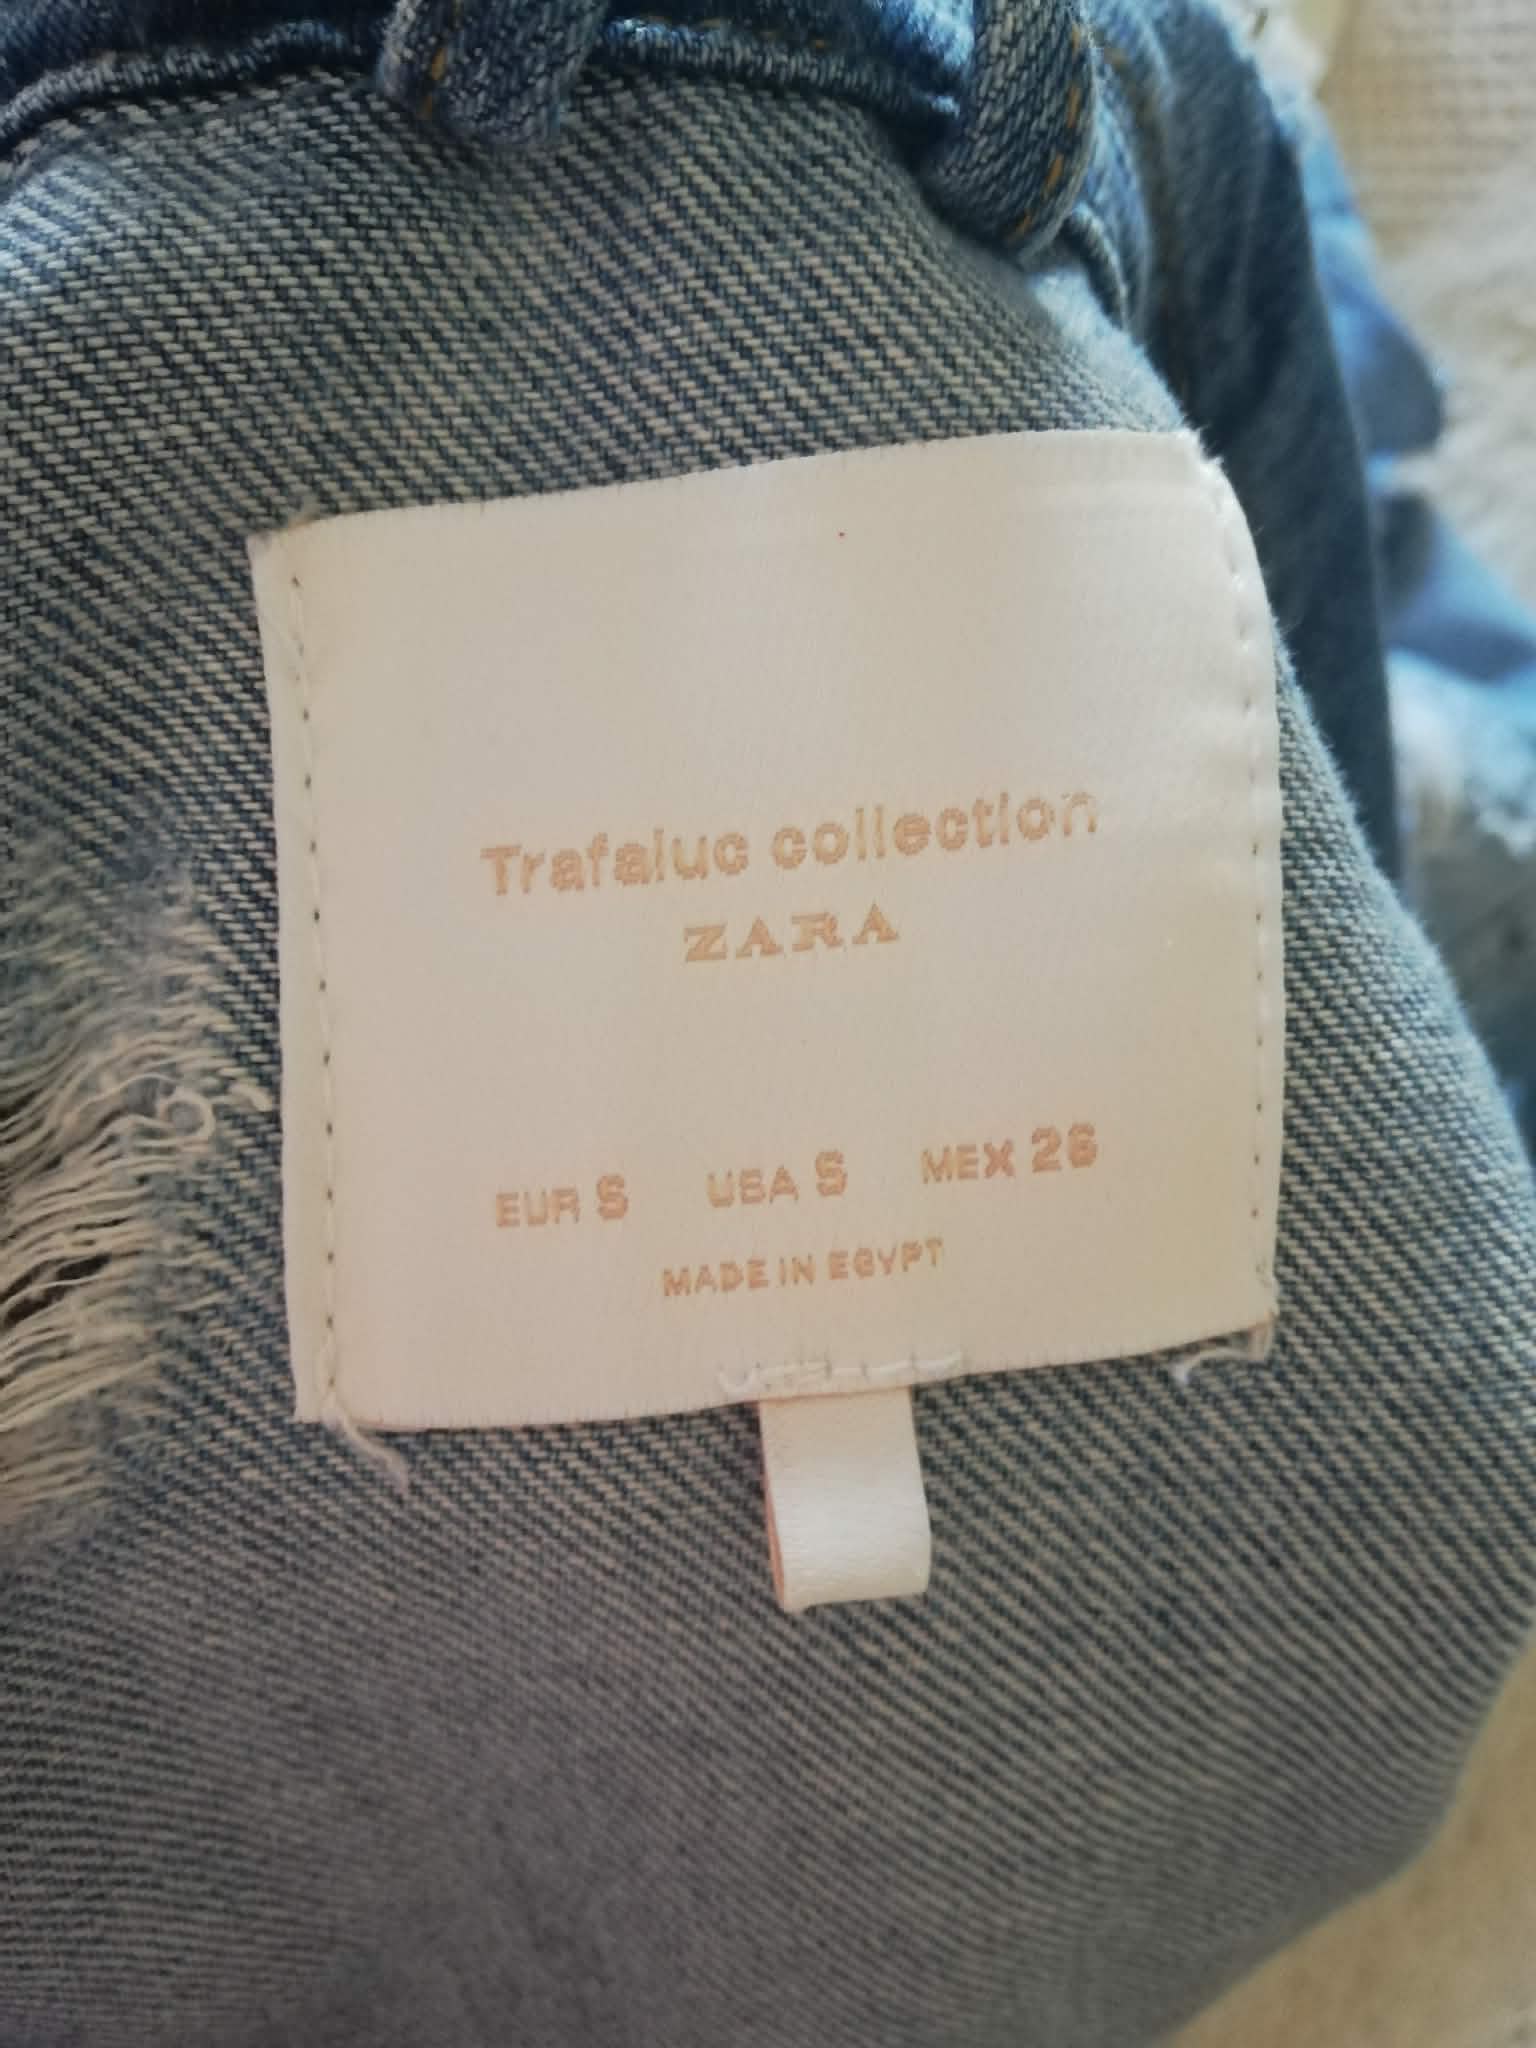 Trafaluc collection
ZARA
EUR S USA S MEX 26
MADE IN EGYPT